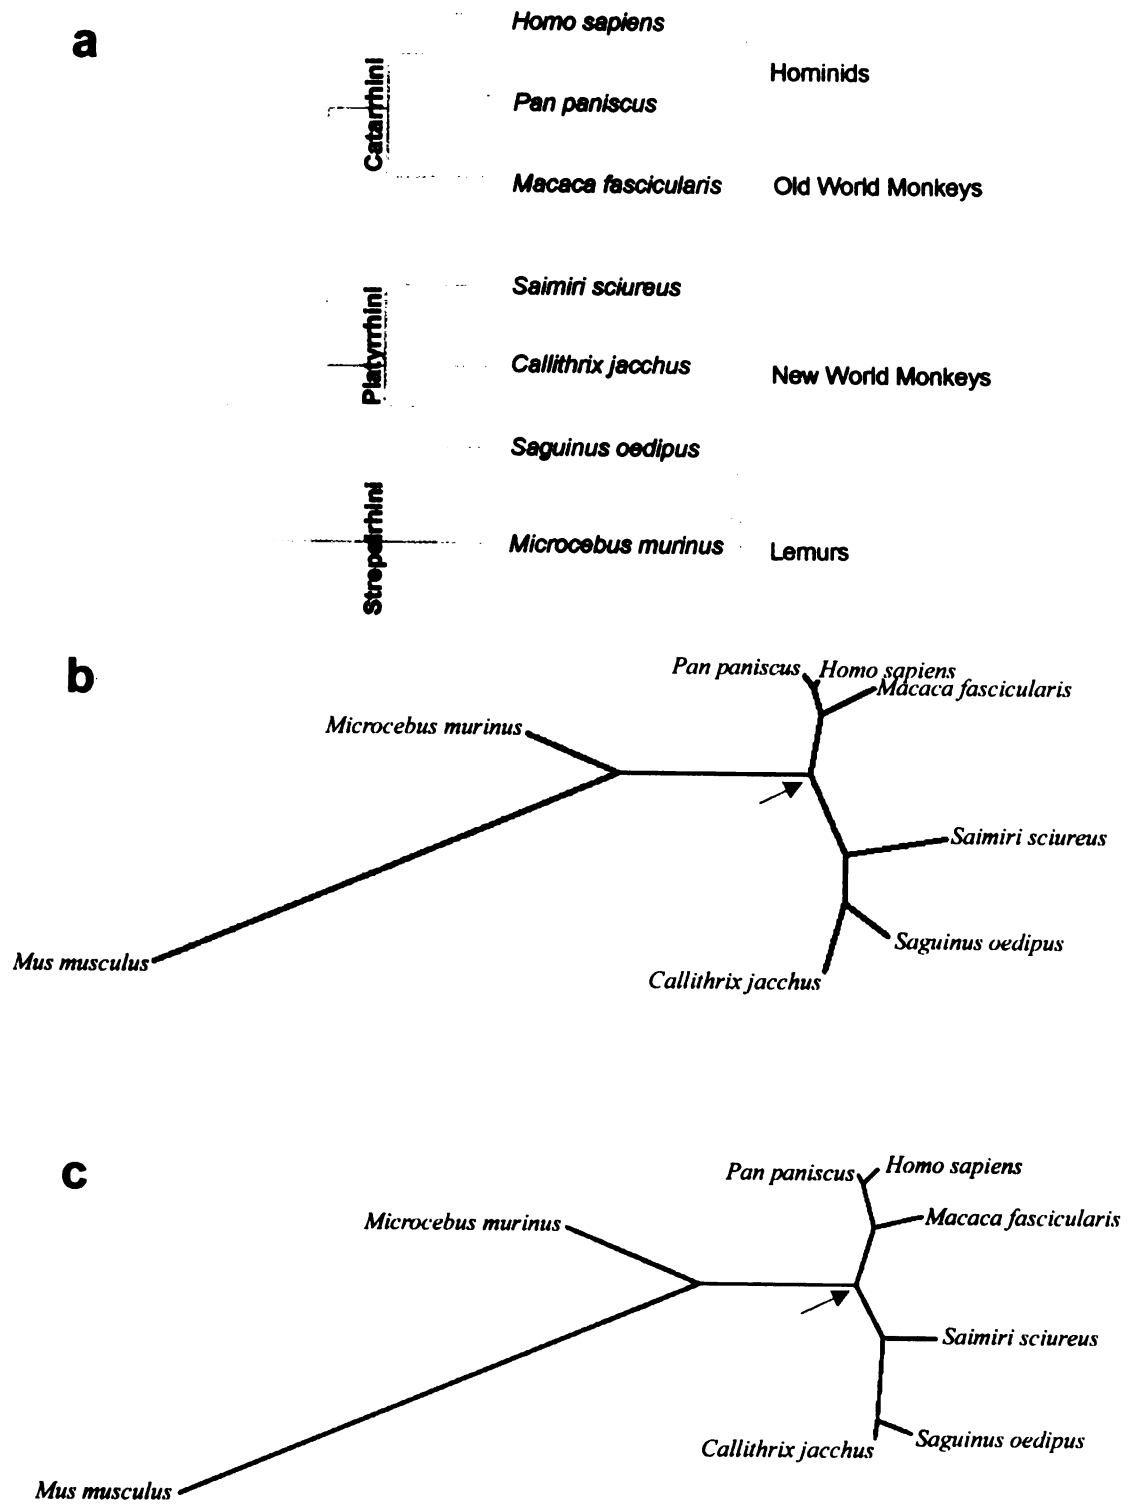 a
Homo sapiens
Hominids
Catarrhini
Pan paniscus
Macaca fascicularis Old World Monkeys
Saimiri sciureus
Platyrrhini
Callithrix jacchus New World Monkeys
Saguinus oedipus
Strepsirhini
Microcebus murinus Lemurs
b
Pan paniscus Homo sapiens
Macaca fascicularis
Microcebus murinus
Saimiri sciureus
Saguinus oedipus
Mus musculus
Callithrix jacchus
c
Pan paniscus Homo sapiens
Microcebus murinus Macaca fascicularis
Saimiri sciureus
Callithrix jacchus Saguinus oedipus
Mus musculus